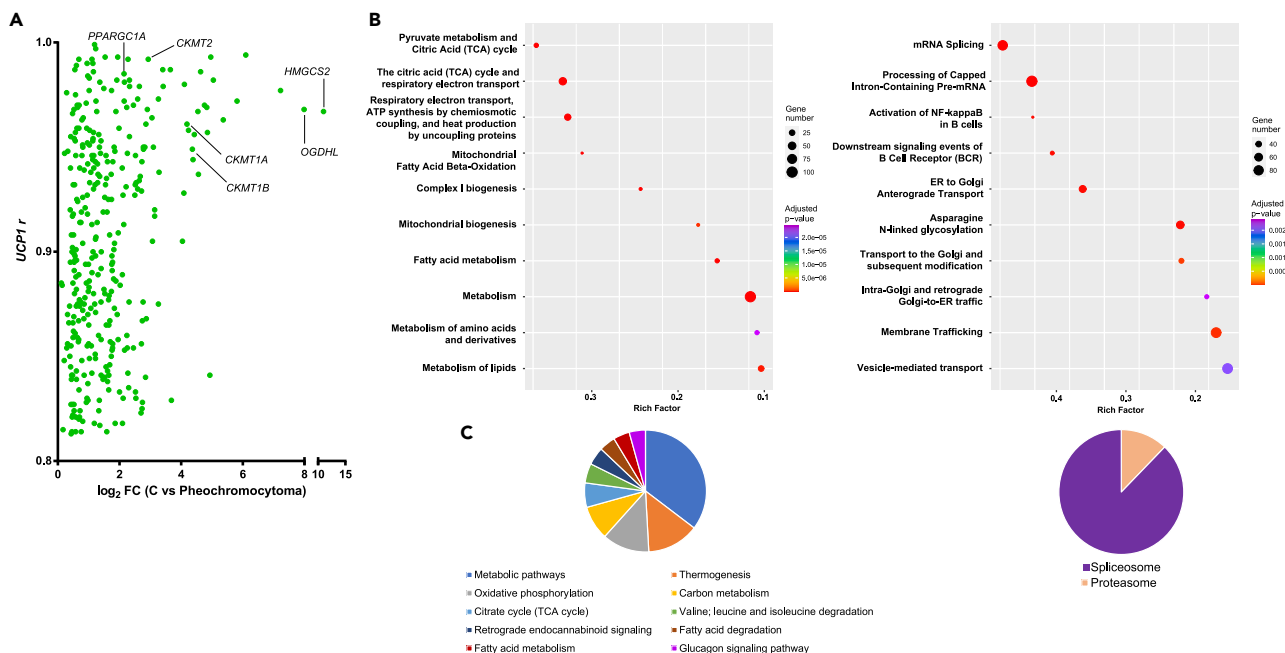 A
PPARGC1A
CKMT2
HMGCS2
CKMT1A
OGDHL
CKMT1B
1.0
0.9
0.8
UCP1 r
0
2
4
6
8
10
15
log2 FC (C vs Pheochromocytoma)
B
Pyruvate metabolism and
Citric Acid (TCA) cycle
The citric acid (TCA) cycle and
respiratory electron transport
Respiratory electron transport,
ATP synthesis by chemiosmotic
coupling, and heat production
by uncoupling proteins
Mitochondrial
Fatty Acid Beta-Oxidation
Complex I biogenesis
Mitochondrial biogenesis
Fatty acid metabolism
Metabolism
Metabolism of amino acids
and derivatives
Metabolism of lipids
0.3
0.2
0.1
Rich Factor
Gene
number
25
50
75
100
Adjusted
p-value
2,0e−05
1,5e−05
1,0e−05
5,0e−06
mRNA Splicing
Processing of Capped
Intron-Containing Pre-mRNA
Activation of NF-kappaB
in B cells
Downstream signaling events of
B Cell Receptor (BCR)
ER to Golgi
Anterograde Transport
Asparagine
N-linked glycosylation
Transport to the Golgi and
subsequent modification
Intra-Golgi and retrograde
Golgi-to-ER traffic
Membrane Trafficking
Vesicle-mediated transport
0.4
0.3
0.2
Rich Factor
Gene
number
40
60
80
Adjusted
p-value
0,002
0,001
0,001
0,000
C
Metabolic pathways
Thermogenesis
Oxidative phosphorylation
Carbon metabolism
Citrate cycle (TCA cycle)
Valine; leucine and isoleucine degradation
Retrograde endocannabinoid signaling
Fatty acid degradation
Fatty acid metabolism
Glucagon signaling pathway
Spliceosome
Proteasome